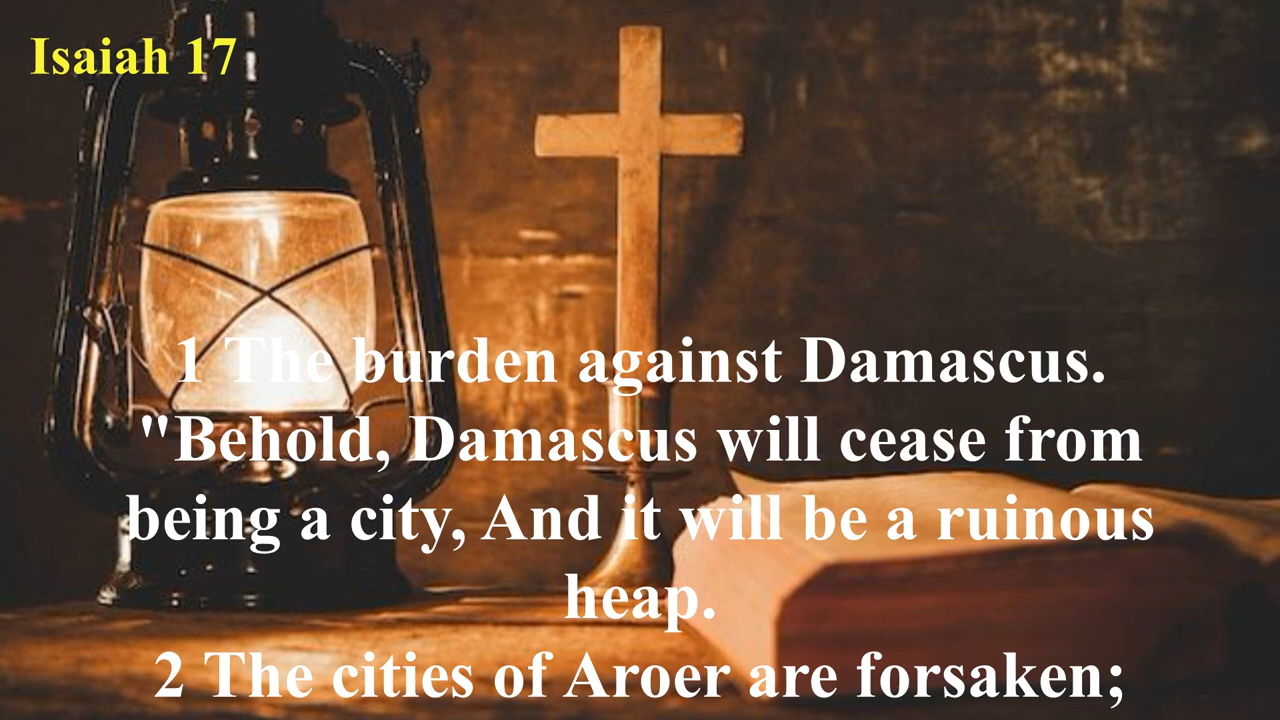 Isaiah 17
1 The burden against Damascus.
"Behold, Damascus will cease from
being a city, And it will be a ruinous
heap.
2 The cities of Aroer are forsaken;